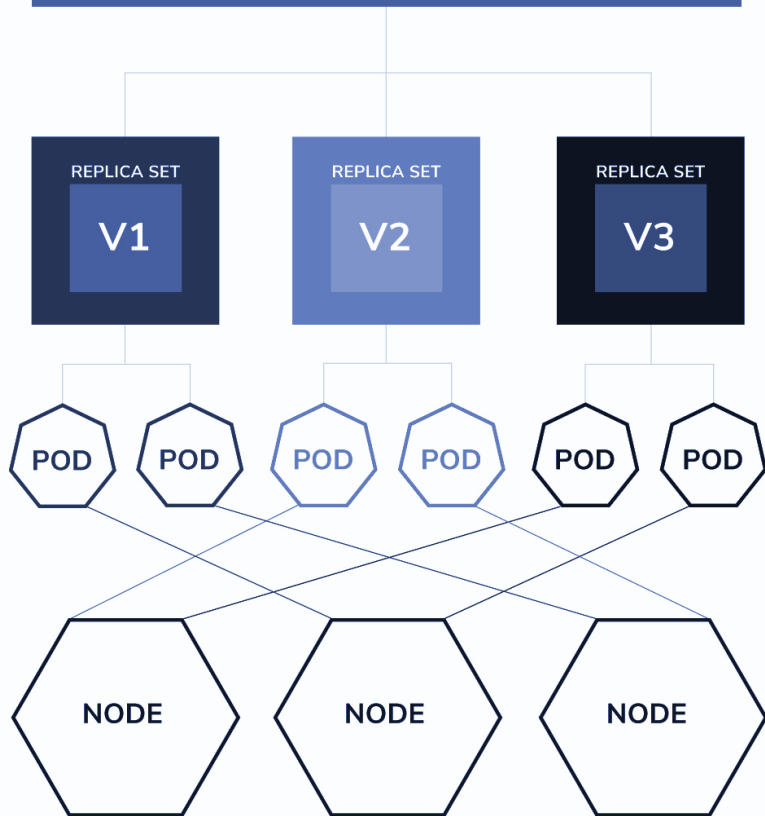 REPLICA SET REPLICA SET REPLICA SET
V1 V2 V3
POD POD POD POD POD POD
NODE NODE NODE